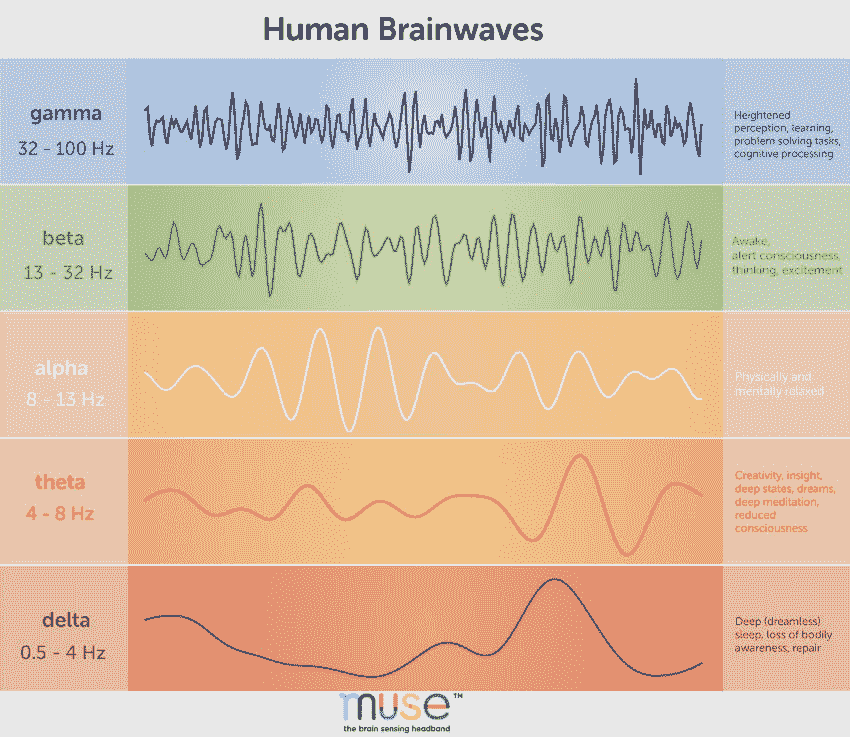 Human Brainwaves
gamma
32 - 100 Hz
Heightened
perception, learning,
problem solving tasks,
cognitive processing
beta
13 - 32 Hz
Awake,
alert consciousness,
thinking, excitement
alpha
8 - 13 Hz
Physically and
mentally relaxed
theta
4 - 8 Hz
Creativity, insight,
deep states, dreams,
deep meditation,
reduced
consciousness
delta
0.5 - 4 Hz
Deep (dreamless)
sleep, loss of bodily
awareness, repair
muse™
the brain sensing headband